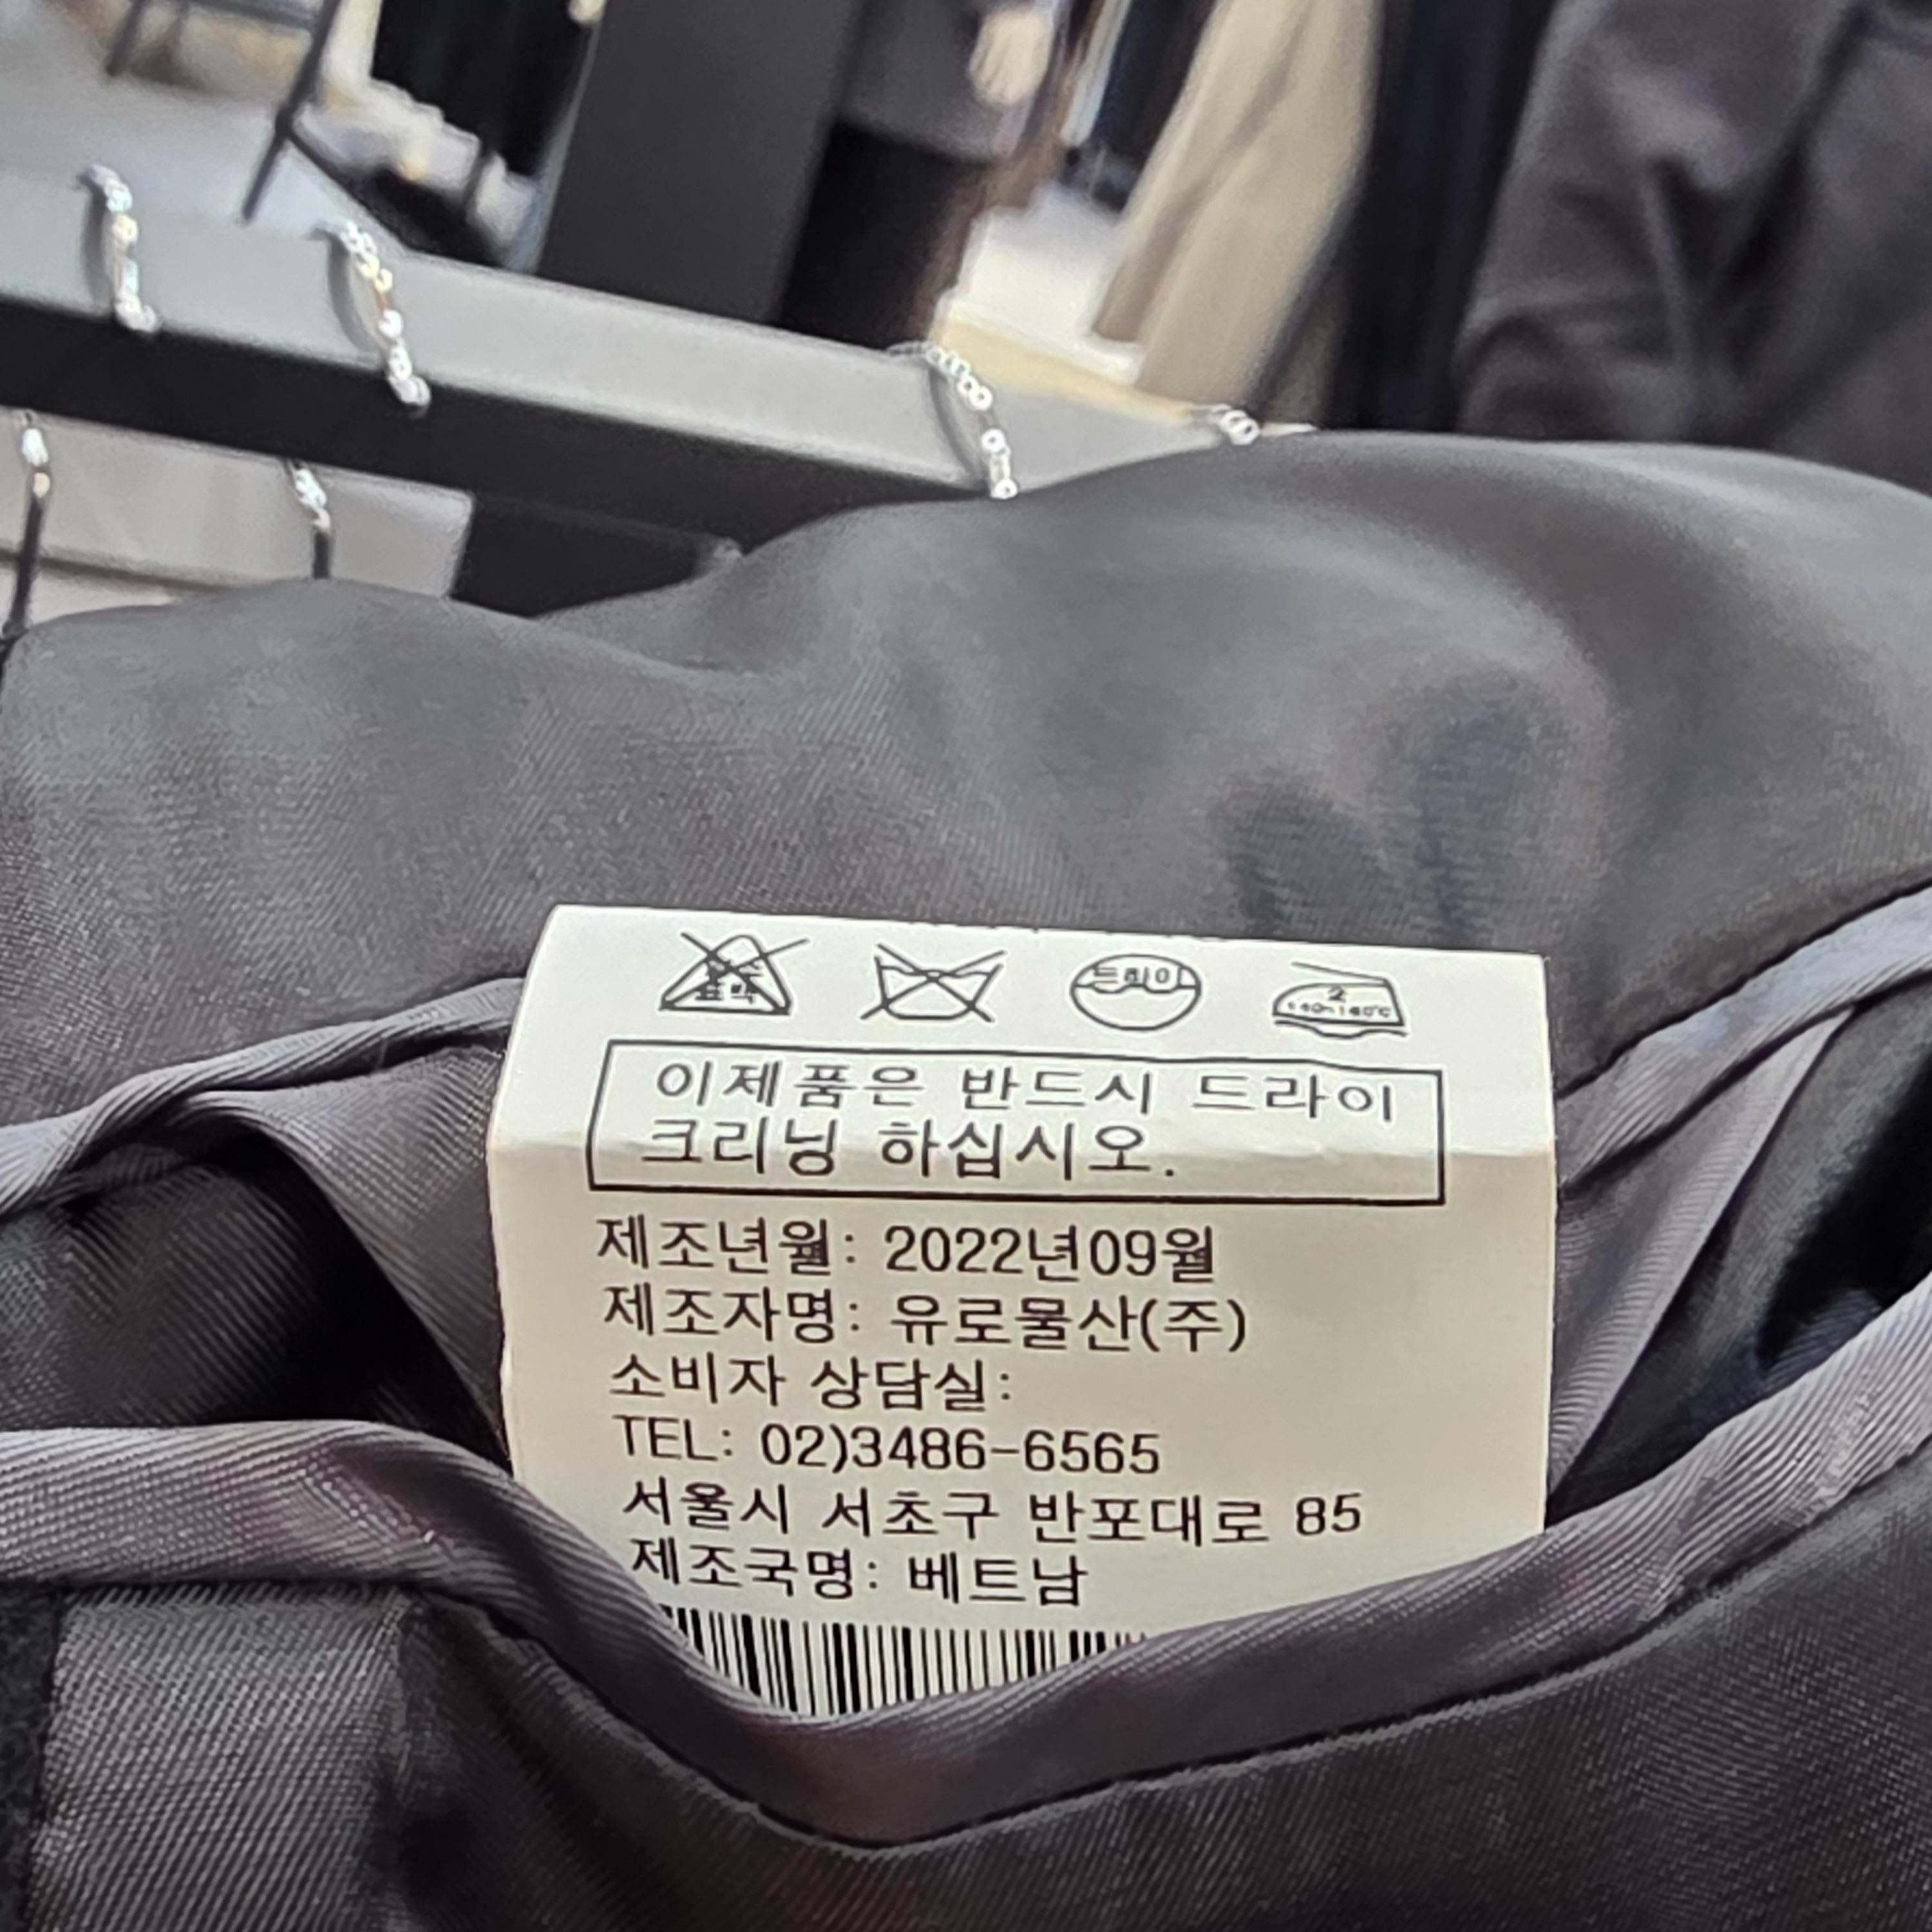 드라이
2
140~160℃
이제품은 반드시 드라이
크리닝 하십시오.
제조년월: 2022년09월
제조자명: 유로물산(주)
소비자 상담실:
TEL: 02)3486-6565
서울시 서초구 반포대로 85
제조국명: 베트남